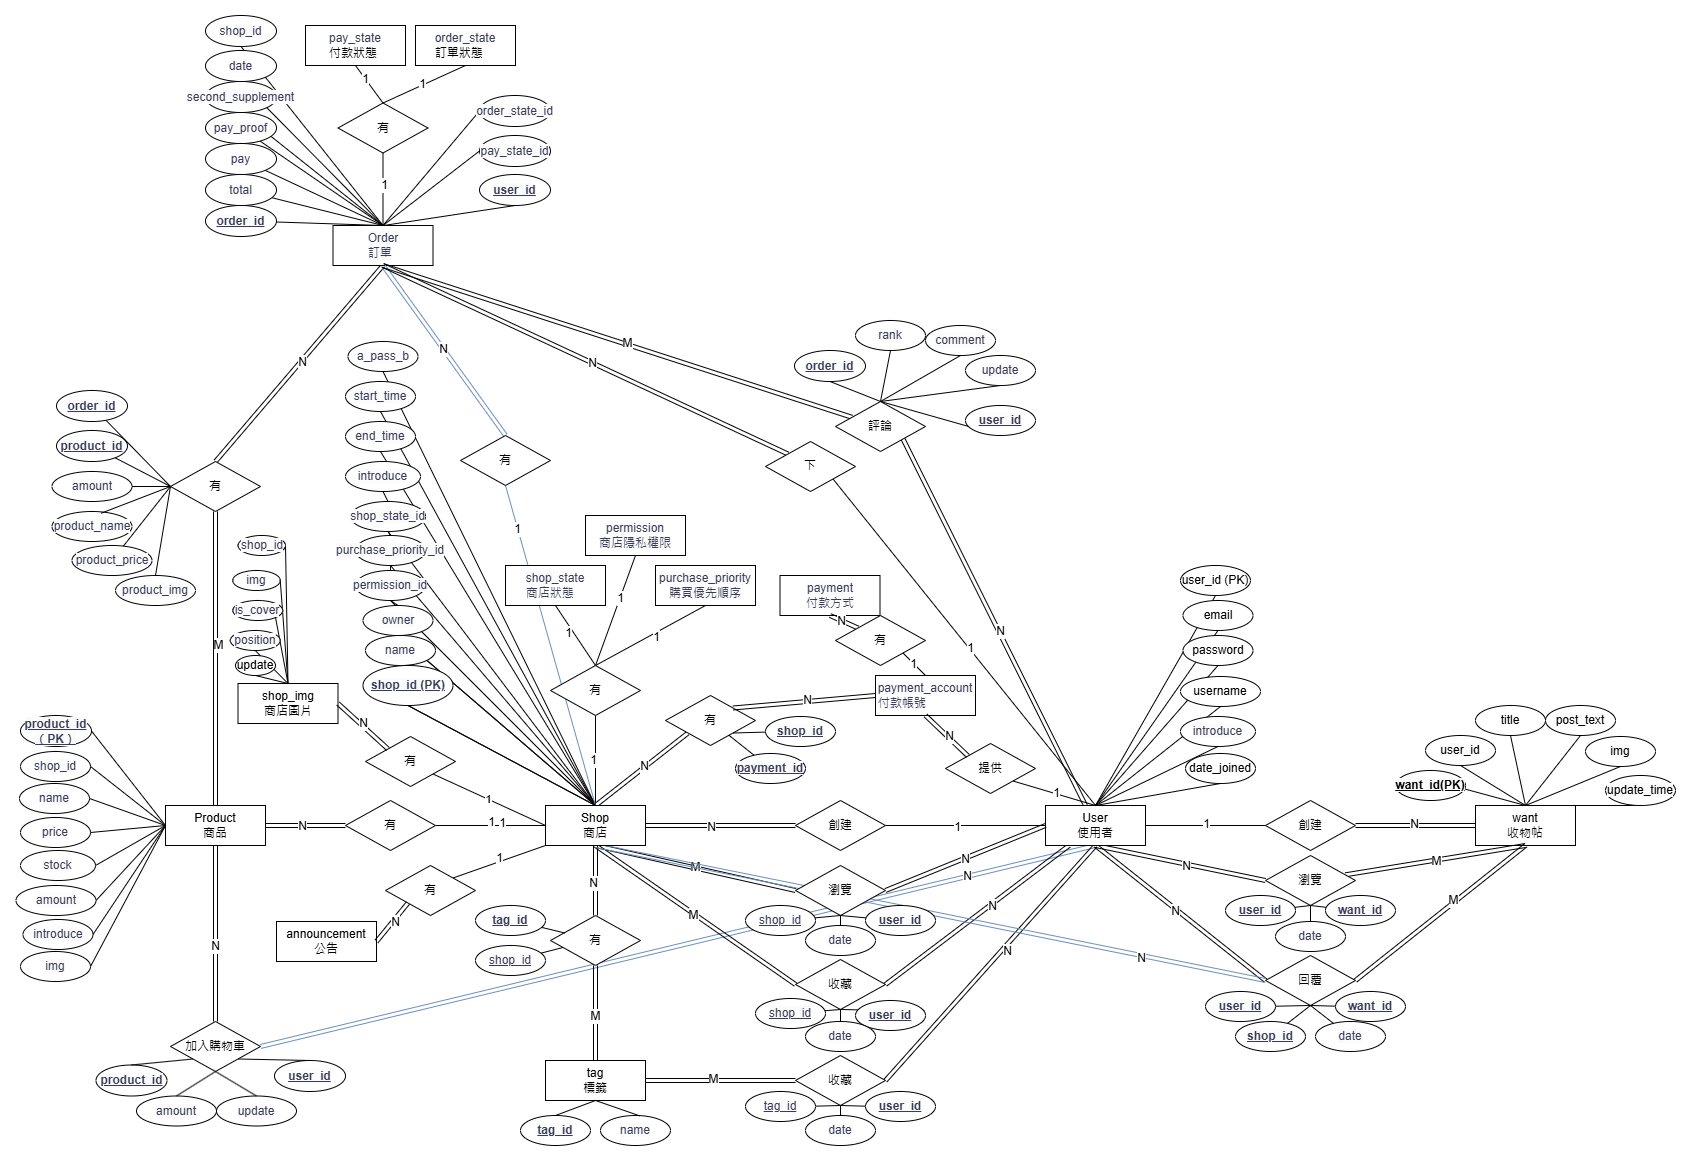 shop_id
date
second_supplement
pay_proof
pay
total
order_id
pay_state
付款狀態
order_state
訂單狀態
1
1
有
1
order_state_id
pay_state_id
user_id
Order
訂單
N
N
N
M
order_id
product_id
amount
product_name
product_price
product_img
有
M
a_pass_b
start_time
end_time
introduce
shop_state_id
purchase_priority_id
permission_id
owner
name
shop_id (PK)
有
1
下
1
order_id
rank
comment
update
user_id
評論
N
shop_id
img
is_cover
position
update
shop_img
商店圖片
N
有
1
permission
商店隱私權限
shop_state
商店狀態
purchase_priority
購買優先順序
1
1
1
有
1
payment
付款方式
N
有
1
payment_account
付款帳號
N
有
N
shop_id
payment_id
N
提供
1
user_id (PK)
email
password
username
introduce
date_joined
user_id
title
post_text
img
want_id(PK)
update_time
product_id
( PK )
shop_id
name
price
stock
amount
introduce
img
Product
商品
N
有
1
1
Shop
商店
N
創建
1
User
使用者
1
創建
N
want
收物帖
1
有
N
announcement
公告
M
瀏覽
N
N
shop_id
user_id
date
N
瀏覽
M
user_id
want_id
date
N
tag_id
shop_id
有
M
M
收藏
N
shop_id
user_id
date
N
N
M
回覆
user_id
want_id
shop_id
date
N
加入購物車
product_id
user_id
amount
update
tag
標籤
tag_id
name
M
收藏
N
tag_id
user_id
date